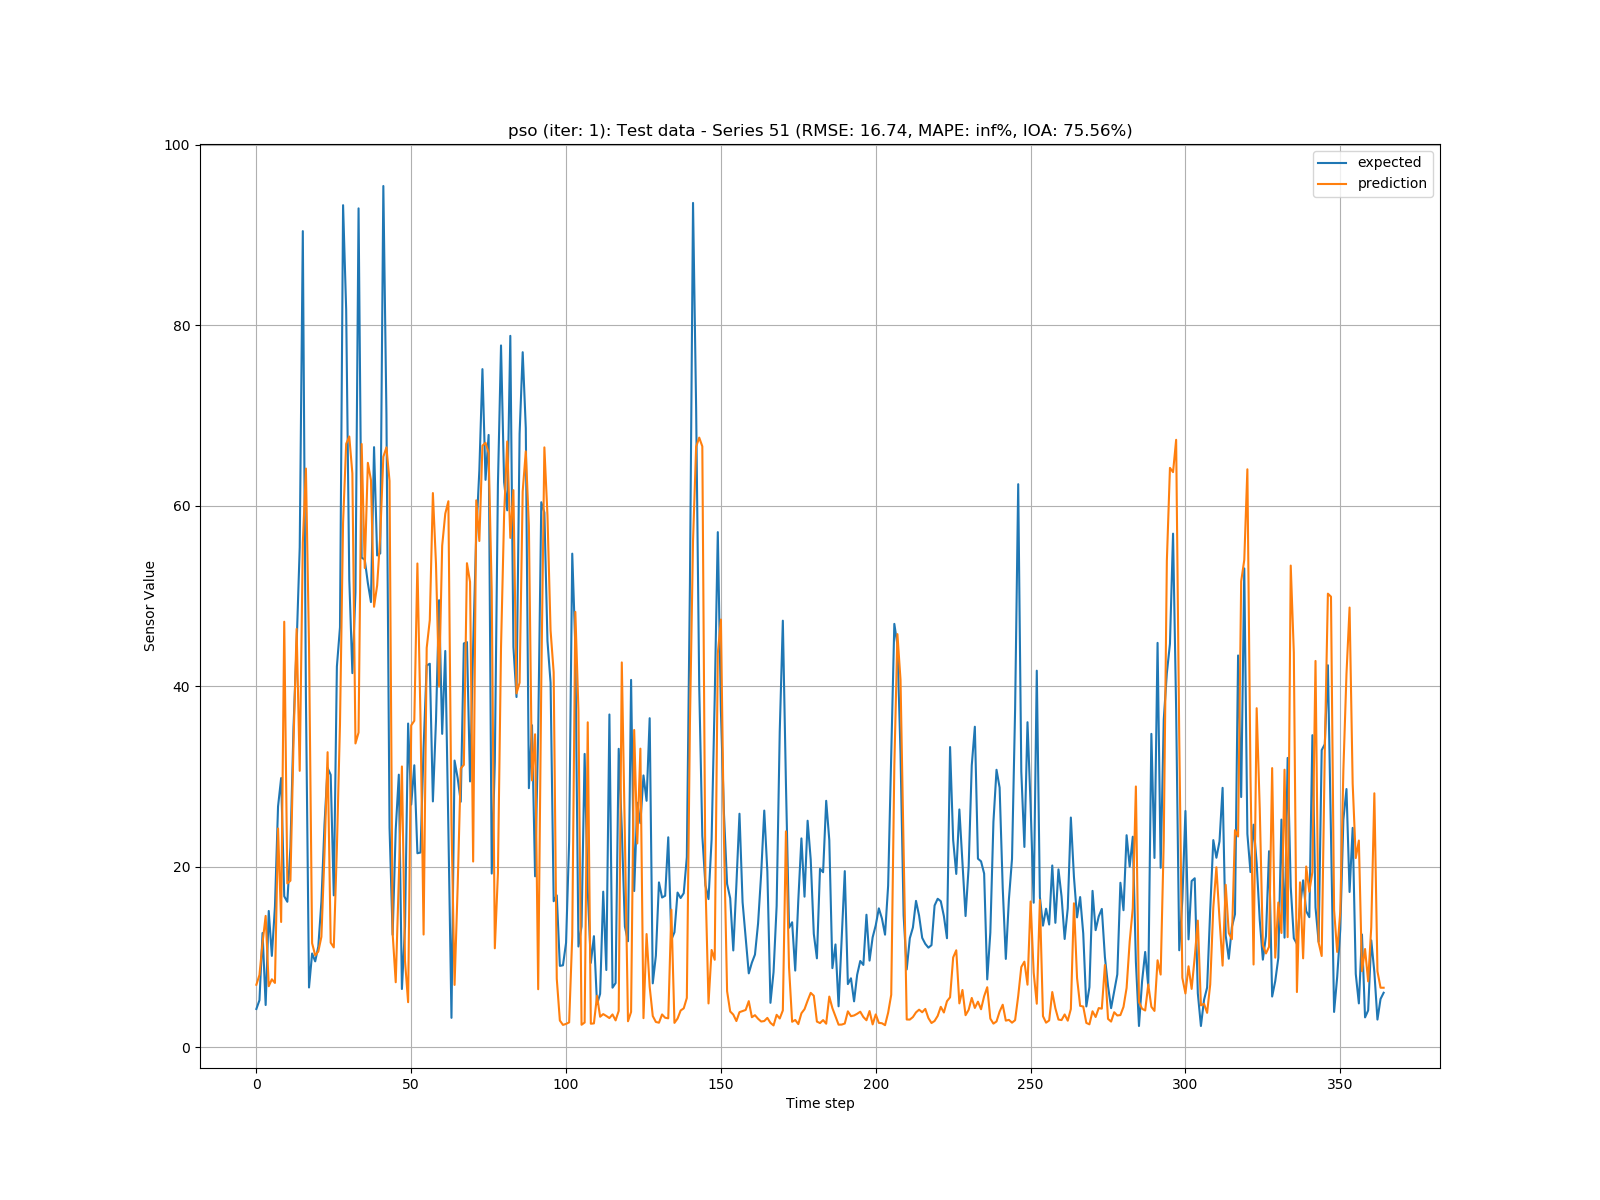 pso (iter: 1): Test data - Series 51 (RMSE: 16.74, MAPE: inf%, IOA: 75.56%)
expected
prediction
100
80
60
40
20
0
Sensor Value
0 50 100 150 200 250 300 350
Time step